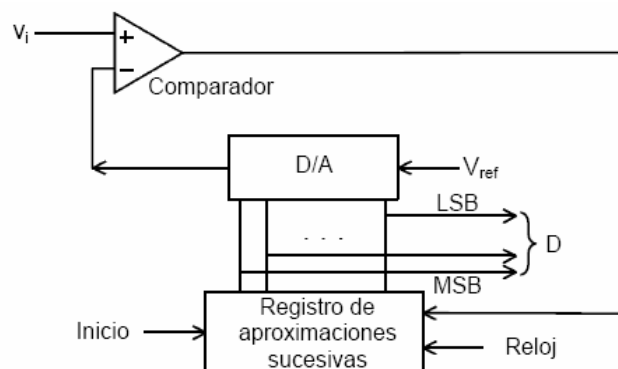 vi
+
−
Comparador
D/A
Vref
LSB
. . .
D
MSB
Inicio
Registro de
aproximaciones
sucesivas
Reloj